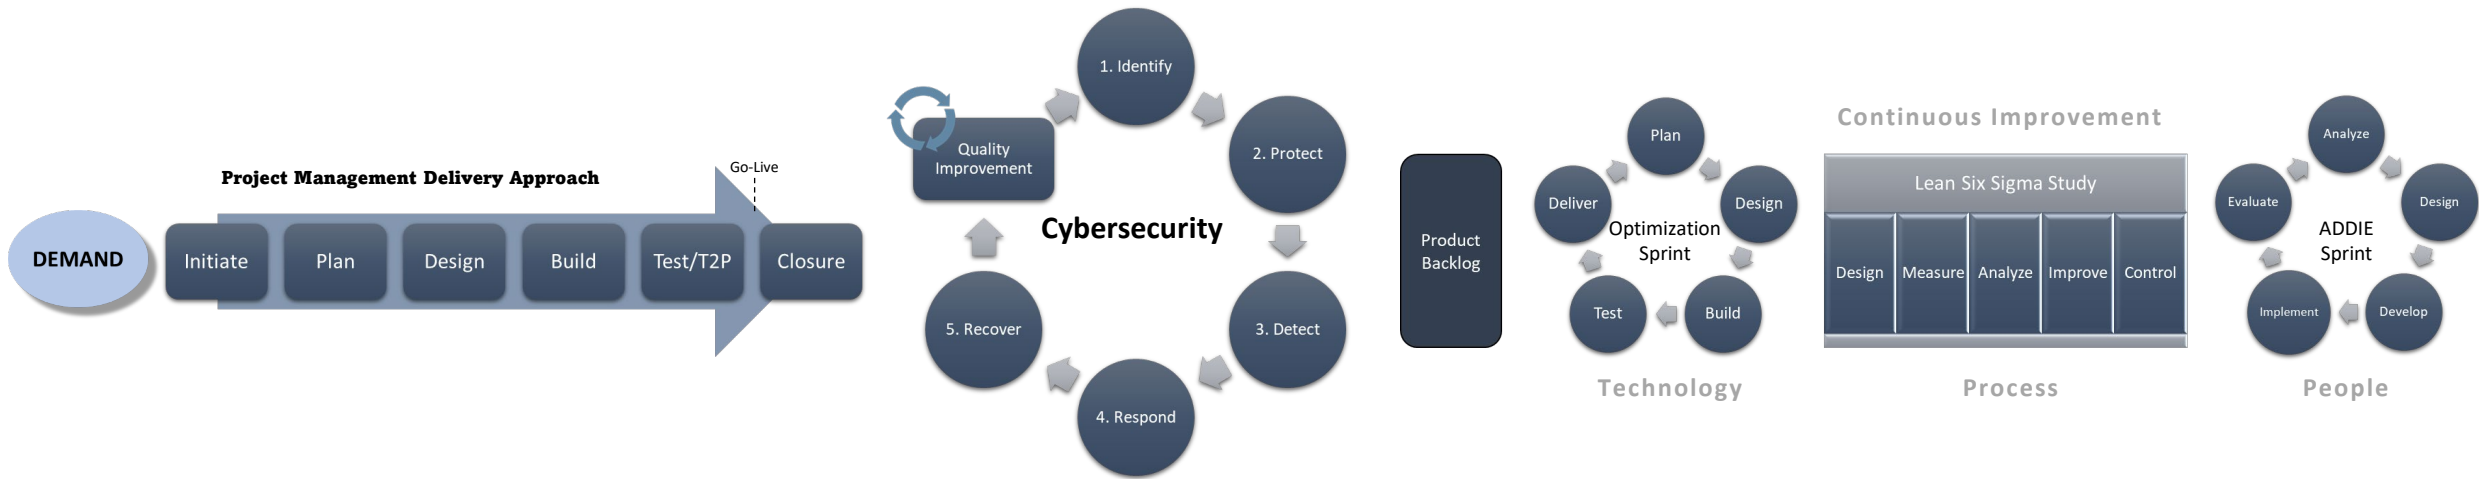 Project Management Delivery Approach
Go-Live
DEMAND
Initiate
Plan
Design
Build
Test/T2P
Closure
Quality
Improvement
1. Identify
2. Protect
3. Detect
4. Respond
5. Recover
Cybersecurity
Product
Backlog
Plan
Design
Build
Test
Deliver
Optimization
Sprint
Technology
Continuous Improvement
Lean Six Sigma Study
Design
Measure
Analyze
Improve
Control
Process
Analyze
Design
Develop
Implement
Evaluate
ADDIE
Sprint
People